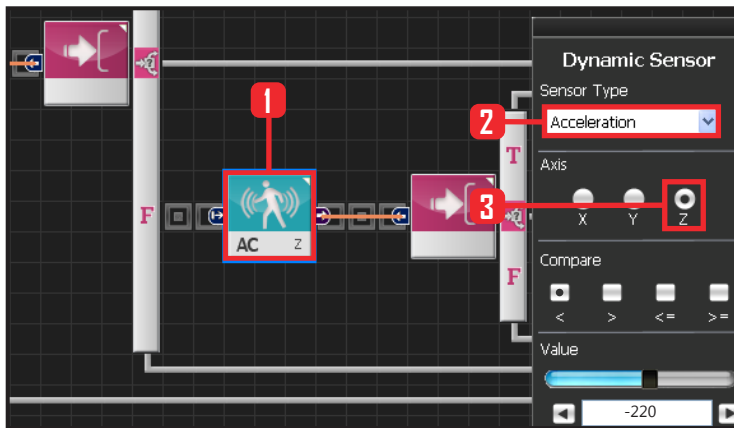 Dynamic Sensor
Sensor Type
1
2
Acceleration
T
Axis
3
X Y Z
F
AC Z
F
Compare
< > <= >=
Value
-220